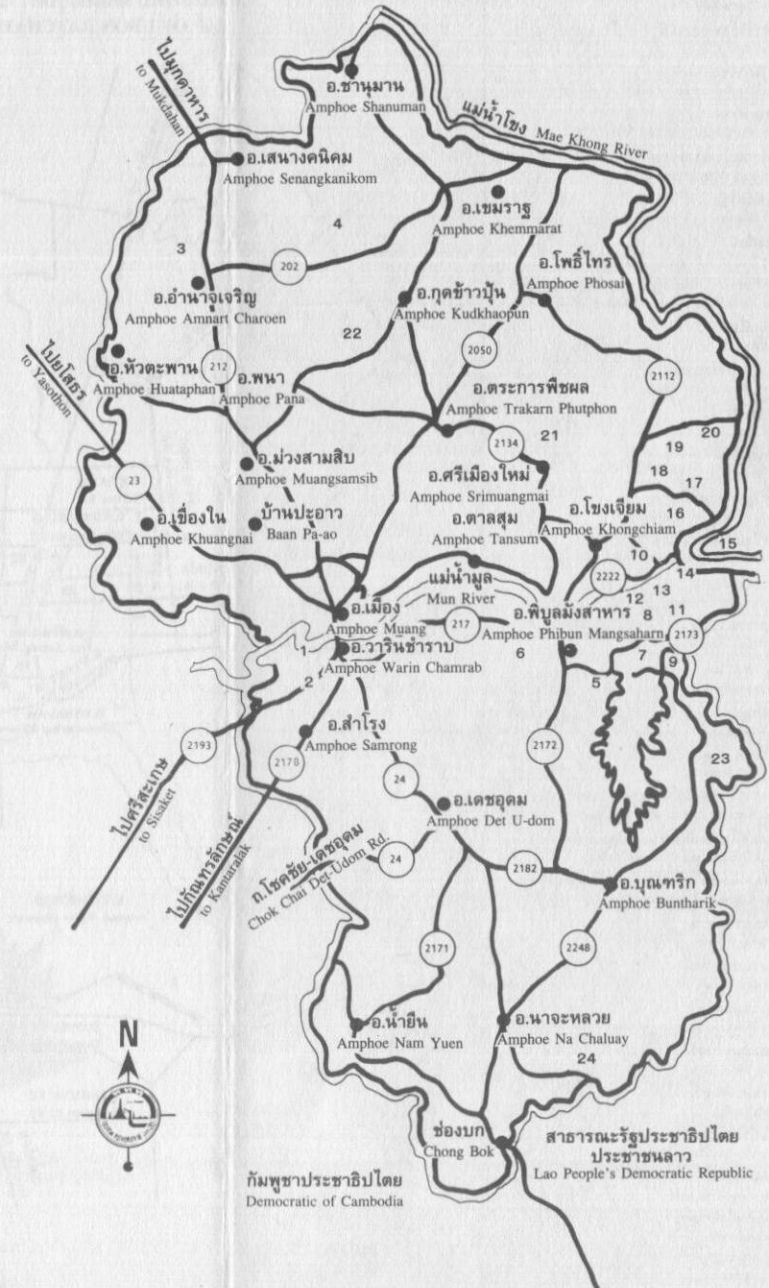 OF UBON RATCHATH
อ.ชานุมาน
Amphoe Shanuman
ไปมุกดาหาร
to Mukdahan
แม่น้ำโขง Mae Khong River
อ.เสนางคนิคม
Amphoe Senangkanikom
อ.เขมราฐ
Amphoe Khemmarat
4
3
202
อ.โพธิ์ไทร
Amphoe Phosai
อ.อำนาจเจริญ
Amphoe Amnart Charoen
อ.กุดข้าวปุ้น
Amphoe Kudkhaopun
22
2050
2112
ไปยโสธร
to Yasothon
อ.หัวตะพาน
Amphoe Huataphan
212
อ.พนา
Amphoe Pana
อ.ตระการพืชผล
Amphoe Trakarn Phutphon
2134
21
20
19
อ.ม่วงสามสิบ
Amphoe Muangsamsib
อ.ศรีเมืองใหม่
Amphoe Srimuangmai
18
17
23
อ.เขื่องใน
Amphoe Khuangnai
บ้านปะอาว
Baan Pa-ao
อ.ตาลสุม
Amphoe Tansum
อ.โขงเจียม
Amphoe Khongchiam
16
15
10
14
แม่น้ำมูล
Mun River
2222
12
13
อ.เมือง
Amphoe Muang
217
อ.พิบูลมังสาหาร
Amphoe Phibun Mangsaharn
8
11
2173
1
อ.วารินชำราบ
Amphoe Warin Chamrab
6
7
9
2
5
อ.สำโรง
Amphoe Samrong
2193
2178
2172
23
24
ไปศรีสะเกษ
to Sisaket
ไปกัณทรลักษณ์
to Kantaralak
อ.เดชอุดม
Amphoe Det U-dom
ถ.โชคชัย-เดชอุดม
Chok Chai Det-Udom Rd.
24
2182
อ.บุณฑริก
Amphoe Buntharik
2171
2248
N
อ.น้ำยืน
Amphoe Nam Yuen
อ.นาจะหลวย
Amphoe Na Chaluay
24
ช่องบก
Chong Bok
สาธารณะรัฐประชาธิปไตย
ประชาชนลาว
Lao People's Democratic Republic
กัมพูชาประชาธิปไตย
Democratic of Cambodia